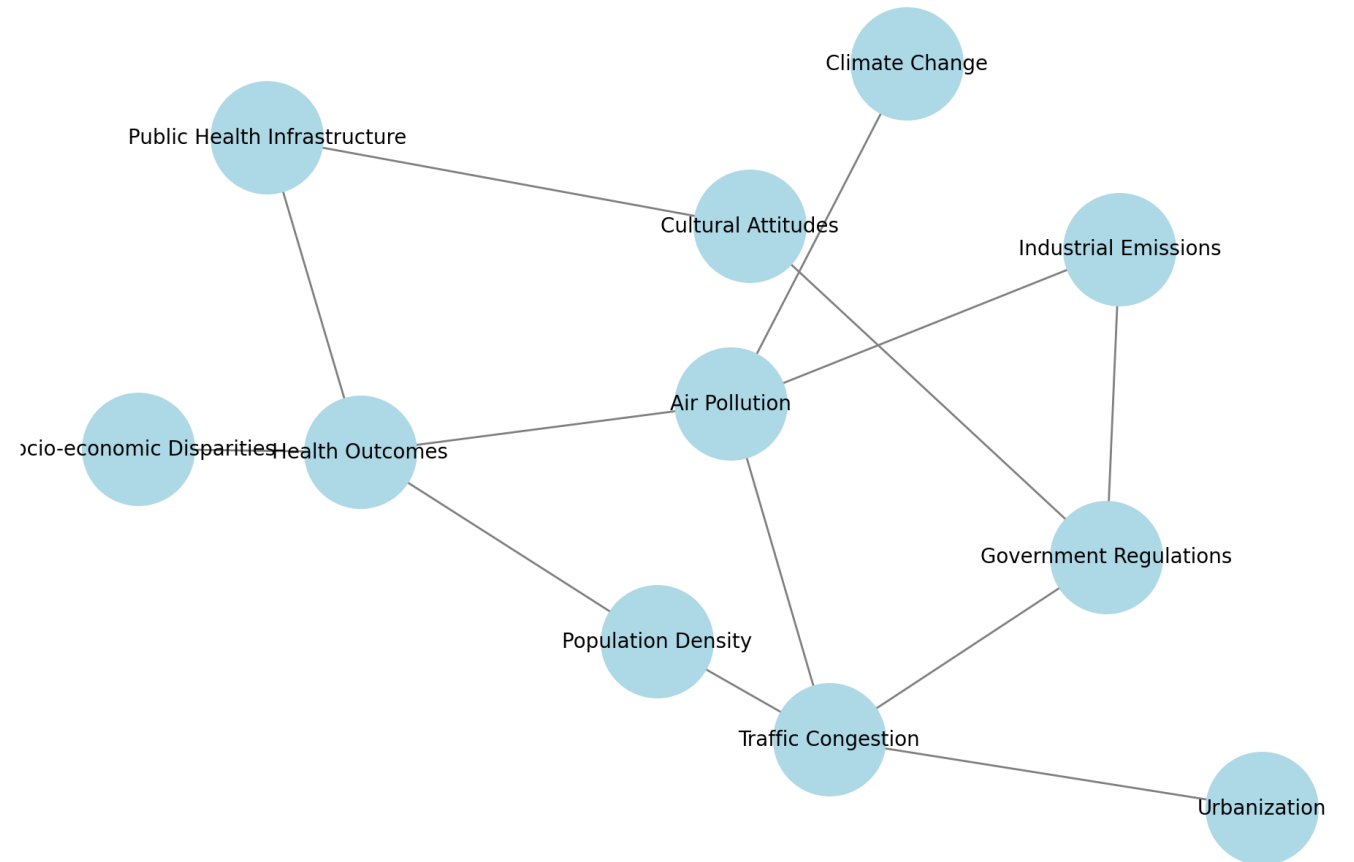 Climate Change
Public Health Infrastructure
Cultural Attitudes
Industrial Emissions
Air Pollution
ocio-economic Disparities
Health Outcomes
Government Regulations
Population Density
Traffic Congestion
Urbanization